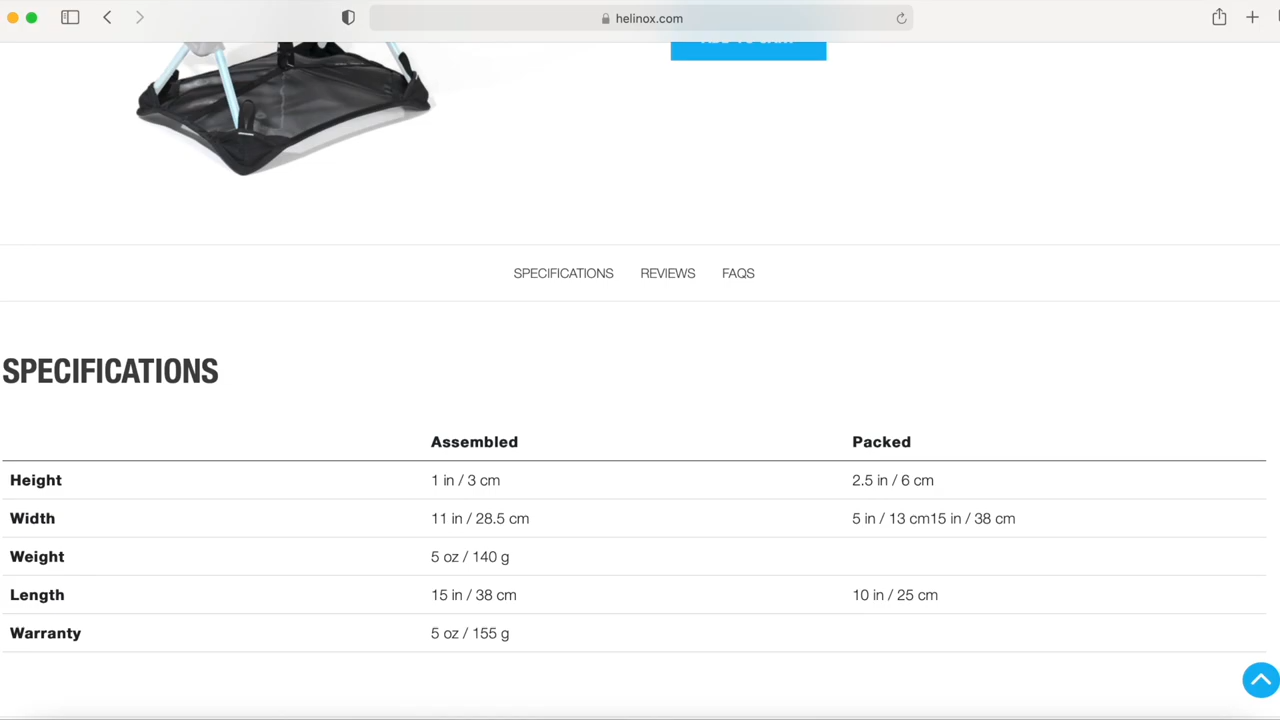 helinox.com
SPECIFICATIONS REVIEWS FAQS
SPECIFICATIONS
Assembled Packed
Height 1 in / 3 cm 2.5 in / 6 cm
Width 11 in / 28.5 cm 5 in / 13 cm15 in / 38 cm
Weight 5 oz / 140 g
Length 15 in / 38 cm 10 in / 25 cm
Warranty 5 oz / 155 g